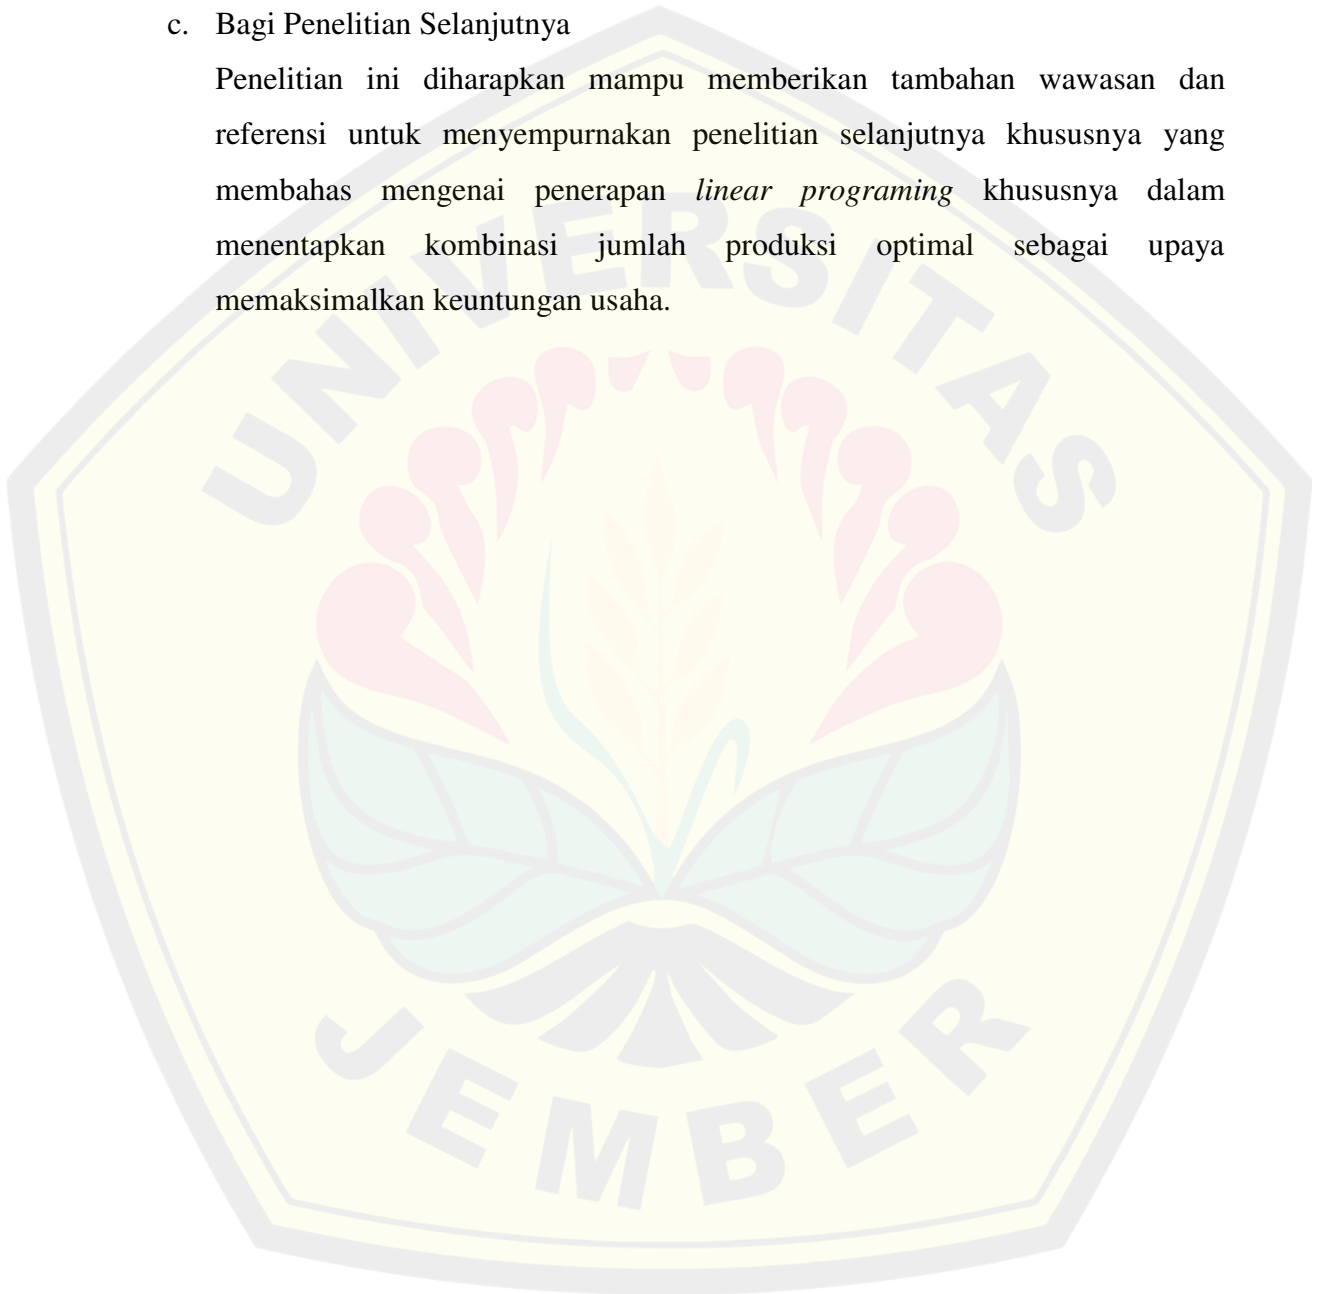 c. Bagi Penelitian Selanjutnya
Penelitian ini diharapkan mampu memberikan tambahan wawasan dan
referensi untuk menyempurnakan penelitian selanjutnya khususnya yang
membahas mengenai penerapan linear programing khususnya dalam
menentapkan kombinasi jumlah produksi optimal sebagai upaya
memaksimalkan keuntungan usaha.
UNIVERSITAS
JEMBER